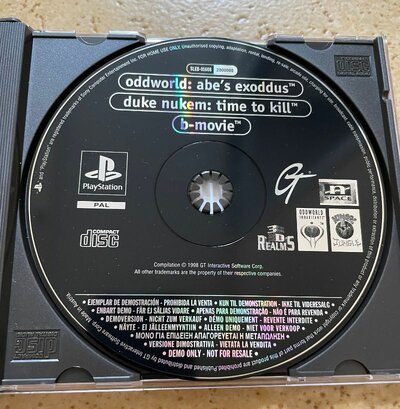 SLED-01608
oddworld: abe's exoddus™
duke nukem: time to kill™
b-movie™
PlayStation
PAL
COMPACT
disc
GT
n
SPACE
3D
REALMS
ODDWORLD
INHABITANTS
Compilation © 1998 GT Interactive Software Corp.
All other trademarks are the property of their respective companies.
EJEMPLAR DE DEMOSTRACIÓN - PROHIBIDA LA VENTA • KUN TIL DEMONSTRATION - IKKE TIL VIDERESALG
ENBART DEMO - FÅR EJ SÄLJAS VIDARE • APENAS PARA DEMONSTRAÇÃO - NÃO É PARA REVENDA
DEMOVERSION - NICHT ZUM VERKAUF • DÉMO UNIQUEMENT - REVENTE INTERDITE
NÄYTE - EI JÄLLEENMYYNTIIN • ALLEEN DEMO - NIET VOOR VERKOOP
ΜΟΝΟ ΓΙΑ ΕΠΙΔΕΙΞΗ ΑΠΑΓΟΡΕΥΕΤΑΙ Η ΜΕΤΑΠΩΛΗΣΗ
VERSIONE DIMOSTRATIVA - VIETATA LA VENDITA
DEMO ONLY - NOT FOR RESALE